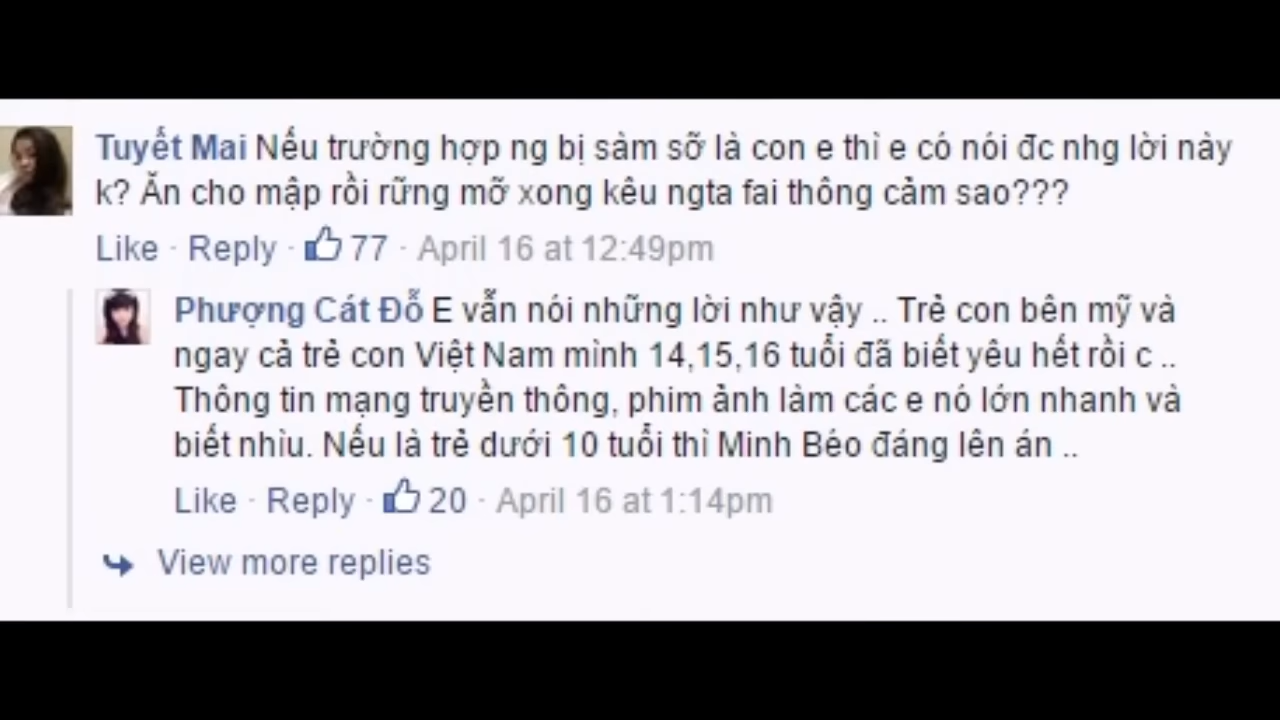 Tuyết Mai Nếu trường hợp ng bị sàm sỡ là con e thì e có nói đc nhg lời này
k? Ăn cho mập rồi rững mỡ xong kêu ngta fai thông cảm sao???
Like · Reply · 77 · April 16 at 12:49pm
Phượng Cát Đỗ E vẫn nói những lời như vậy .. Trẻ con bên mỹ và
ngay cả trẻ con Việt Nam mình 14,15,16 tuổi đã biết yêu hết rồi c ..
Thông tin mạng truyền thông, phim ảnh làm các e nó lớn nhanh và
biết nhìu. Nếu là trẻ dưới 10 tuổi thì Minh Béo đáng lên án ..
Like · Reply · 20 · April 16 at 1:14pm
View more replies